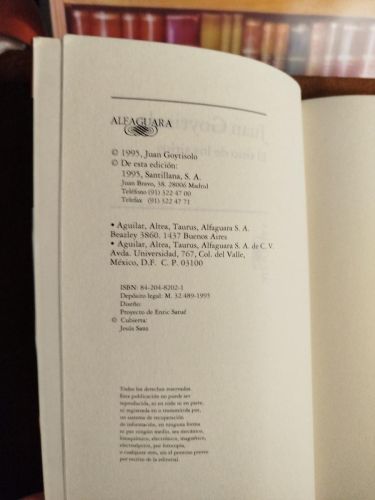 ALFAGUARA
© 1995, Juan Goytisolo
© De esta edición:
1995, Santillana, S. A.
Juan Bravo, 38. 28006 Madrid
Teléfono (91) 322 47 00
Telefax (91) 322 47 71
• Aguilar, Altea, Taurus, Alfaguara S. A.
Beazley 3860. 1437 Buenos Aires
• Aguilar, Altea, Taurus, Alfaguara S. A. de C. V.
Avda. Universidad, 767, Col. del Valle,
México, D.F. C. P. 03100
ISBN: 84-204-8202-1
Depósito legal: M. 32.489-1995
Diseño:
Proyecto de Enric Satué
© Cubierta:
Jesús Sanz
Todos los derechos reservados.
Esta publicación no puede ser
reproducida, ni en todo ni en parte,
ni registrada en o transmitida por,
un sistema de recuperación
de información, en ninguna forma
ni por ningún medio, sea mecánico,
fotoquímico, electrónico, magnético,
electroóptico, por fotocopia,
o cualquier otro, sin el permiso previo
por escrito de la editorial.